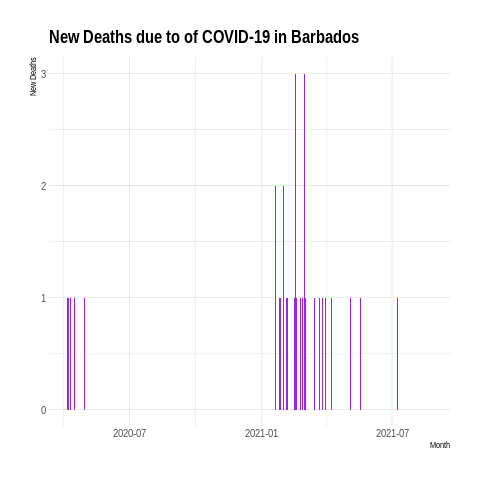 New Deaths due to of COVID-19 in Barbados
New Deaths
3
2
1
0
2020-07 2021-01 2021-07
Month